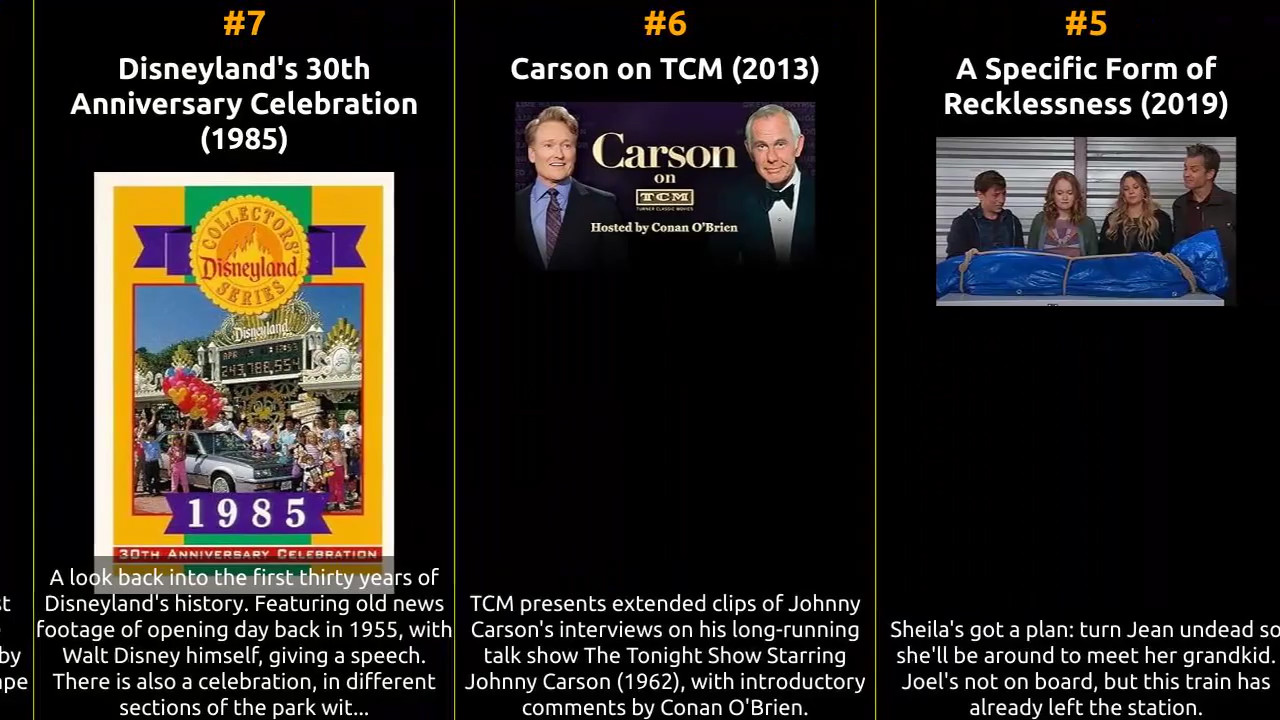 #7
Disneyland's 30th
Anniversary Celebration
(1985)
COLLECTORS'
Disneyland
SERIES
Disneyland
243,786,554
1985
30TH ANNIVERSARY CELEBRATION
A look back into the first thirty years of
Disneyland's history. Featuring old news
footage of opening day back in 1955, with
Walt Disney himself, giving a speech.
There is also a celebration, in different
sections of the park wit...
#6
Carson on TCM (2013)
Carson
on
TCM
TURNER CLASSIC MOVIES
Hosted by Conan O'Brien
TCM presents extended clips of Johnny
Carson's interviews on his long-running
talk show The Tonight Show Starring
Johnny Carson (1962), with introductory
comments by Conan O'Brien.
#5
A Specific Form of
Recklessness (2019)
Sheila's got a plan: turn Jean undead so
she'll be around to meet her grandkid.
Joel's not on board, but this train has
already left the station.